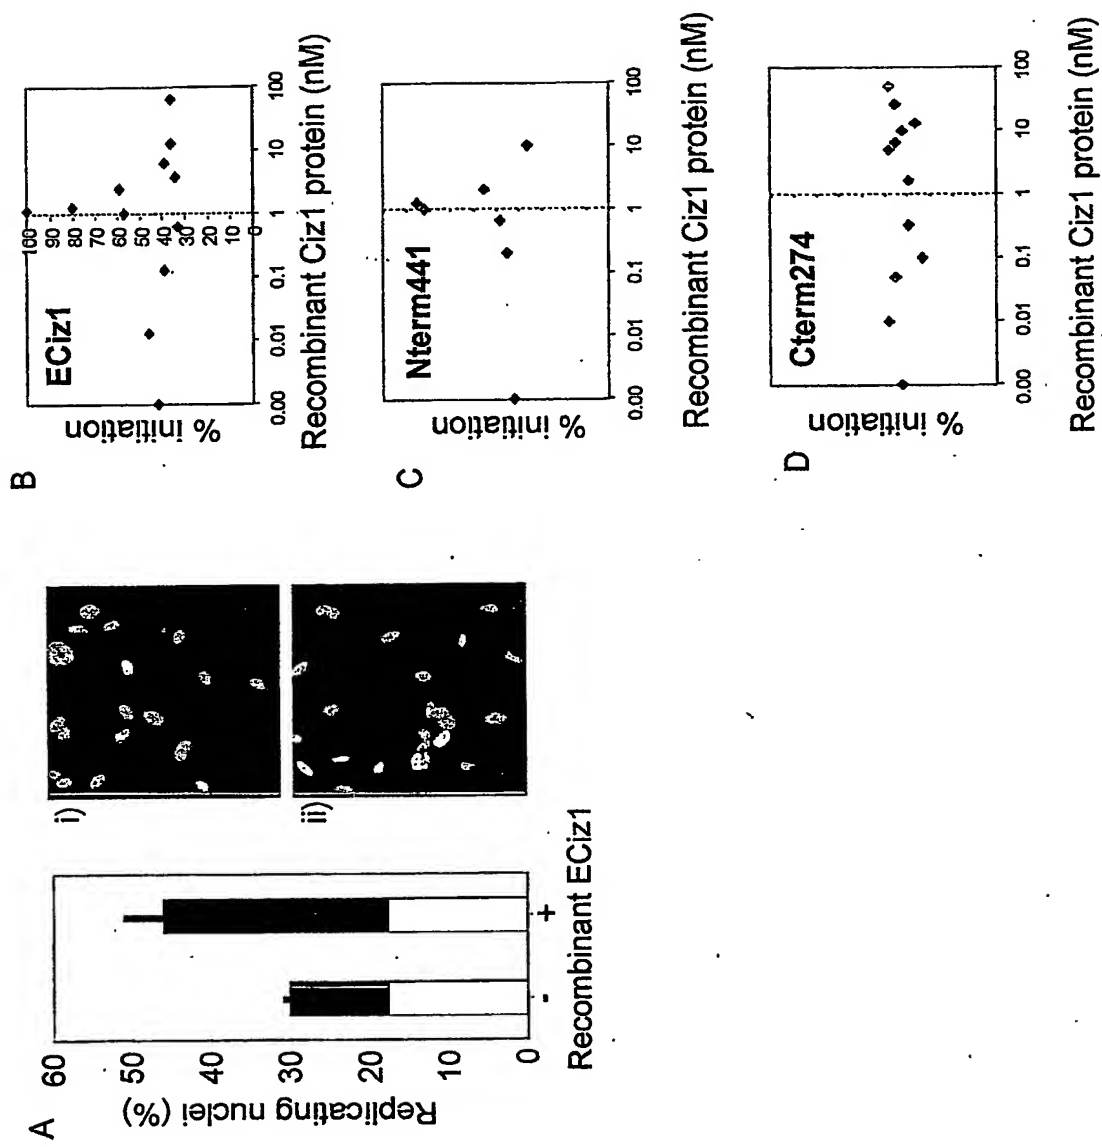 A
Replicating nuclei (%)
60
50
40
30
20
10
0
- +
Recombinant ECiz1
i)
ii)
B
% initiation
ECiz1
100
90
80
70
60
50
40
30
20
10
0
0.00 0.01 0.1 1 10 100
Recombinant Ciz1 protein (nM)
C
% initiation
Nterm441
0.00 0.01 0.1 1 10 100
Recombinant Ciz1 protein (nM)
D
% initiation
Cterm274
0.00 0.01 0.1 1 10 100
Recombinant Ciz1 protein (nM)